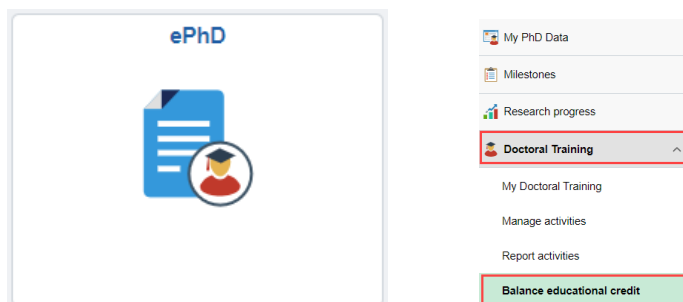 ePhD
My PhD Data
Milestones
Research progress
Doctoral Training
My Doctoral Training
Manage activities
Report activities
Balance educational credit